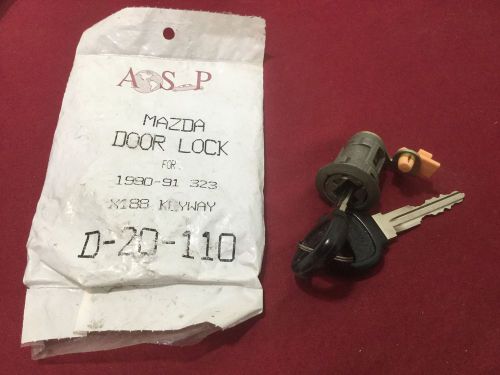 ASP
MAZDA
DOOR LOCK
FOR
1990-91 323
X188 KEYWAY
D-20-110